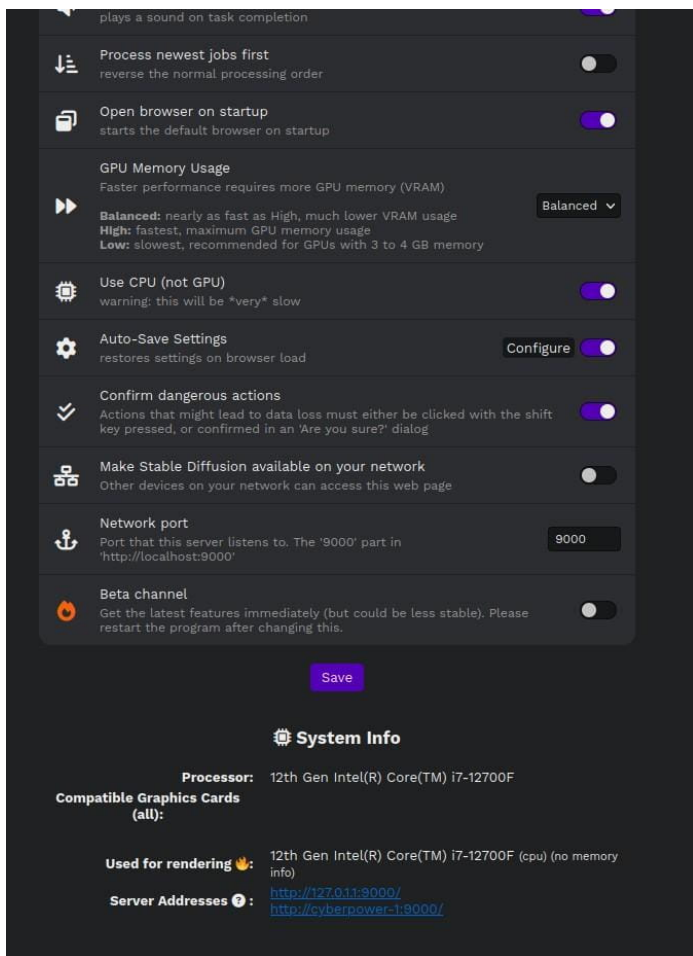 plays a sound on task completion
Process newest jobs first
reverse the normal processing order
Open browser on startup
starts the default browser on startup
GPU Memory Usage
Faster performance requires more GPU memory (VRAM)
Balanced: nearly as fast as High, much lower VRAM usage
High: fastest, maximum GPU memory usage
Low: slowest, recommended for GPUs with 3 to 4 GB memory
Balanced
Use CPU (not GPU)
warning: this will be *very* slow
Auto-Save Settings
restores settings on browser load
Configure
Confirm dangerous actions
Actions that might lead to data loss must either be clicked with the shift
key pressed, or confirmed in an 'Are you sure?' dialog
Make Stable Diffusion available on your network
Other devices on your network can access this web page
Network port
Port that this server listens to. The '9000' part in
'http://localhost:9000'
9000
Beta channel
Get the latest features immediately (but could be less stable). Please
restart the program after changing this.
Save
System Info
Processor: 12th Gen Intel(R) Core(TM) i7-12700F
Compatible Graphics Cards
(all):
Used for rendering 🔥: 12th Gen Intel(R) Core(TM) i7-12700F (cpu) (no memory
info)
Server Addresses ? : http://127.0.1.1:9000/
http://cyberpower-1:9000/